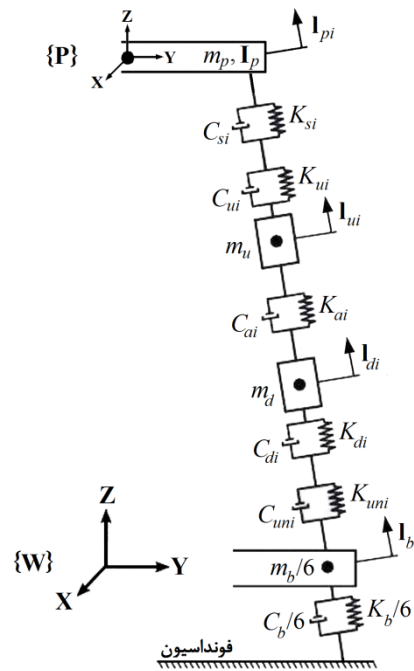 Z
l_pi
{P}
Y
m_p, I_p
X
C_si
K_si
C_ui
K_ui
l_ui
m_u
C_ai
K_ai
l_di
m_d
C_di
K_di
C_uni
K_uni
Z
l_b
{W}
Y
m_b/6
X
C_b/6
K_b/6
فونداسیون